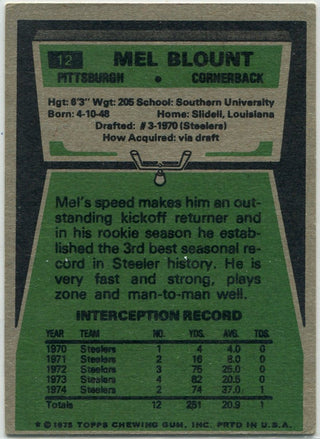 12 MEL BLOUNT
PITTSBURGH • CORNERBACK
Hgt: 6'3" Wgt: 205 School: Southern University
Born: 4-10-48 Home: Slidell, Louisiana
Drafted: #3-1970 (Steelers)
How Acquired: via draft
Mel's speed makes him an out-
standing kickoff returner and
in his rookie season he estab-
lished the 3rd best seasonal re-
cord in Steeler history. He is
very fast and strong, plays
zone and man-to-man well.
INTERCEPTION RECORD
YEAR TEAM NO. YDS. AVG. TDS.
1970 Steelers 1 4 4.0 0
1971 Steelers 2 16 8.0 0
1972 Steelers 3 75 25.0 0
1973 Steelers 4 82 20.5 0
1974 Steelers 2 74 37.0 1
Totals 12 251 20.9 1
* © 1975 TOPPS CHEWING GUM, INC. PRTD IN U.S.A.